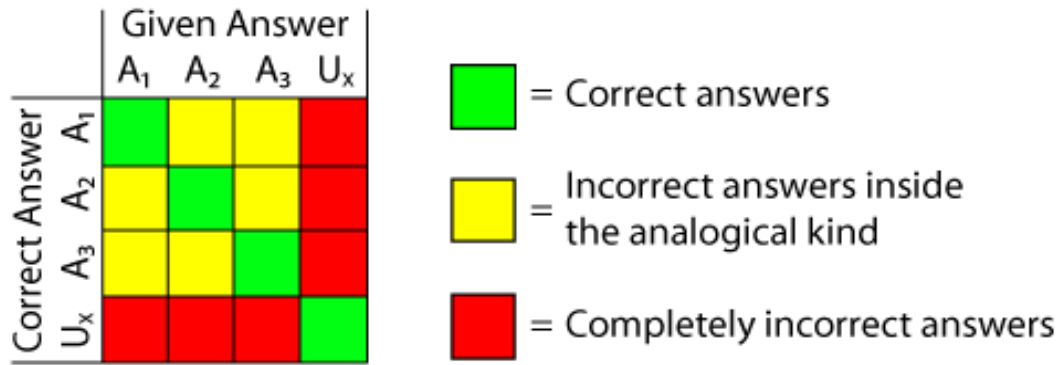 Given Answer
A₁ A₂ A₃ Uₓ
Correct Answer
A₁
A₂
A₃
Uₓ
= Correct answers
= Incorrect answers inside
the analogical kind
= Completely incorrect answers